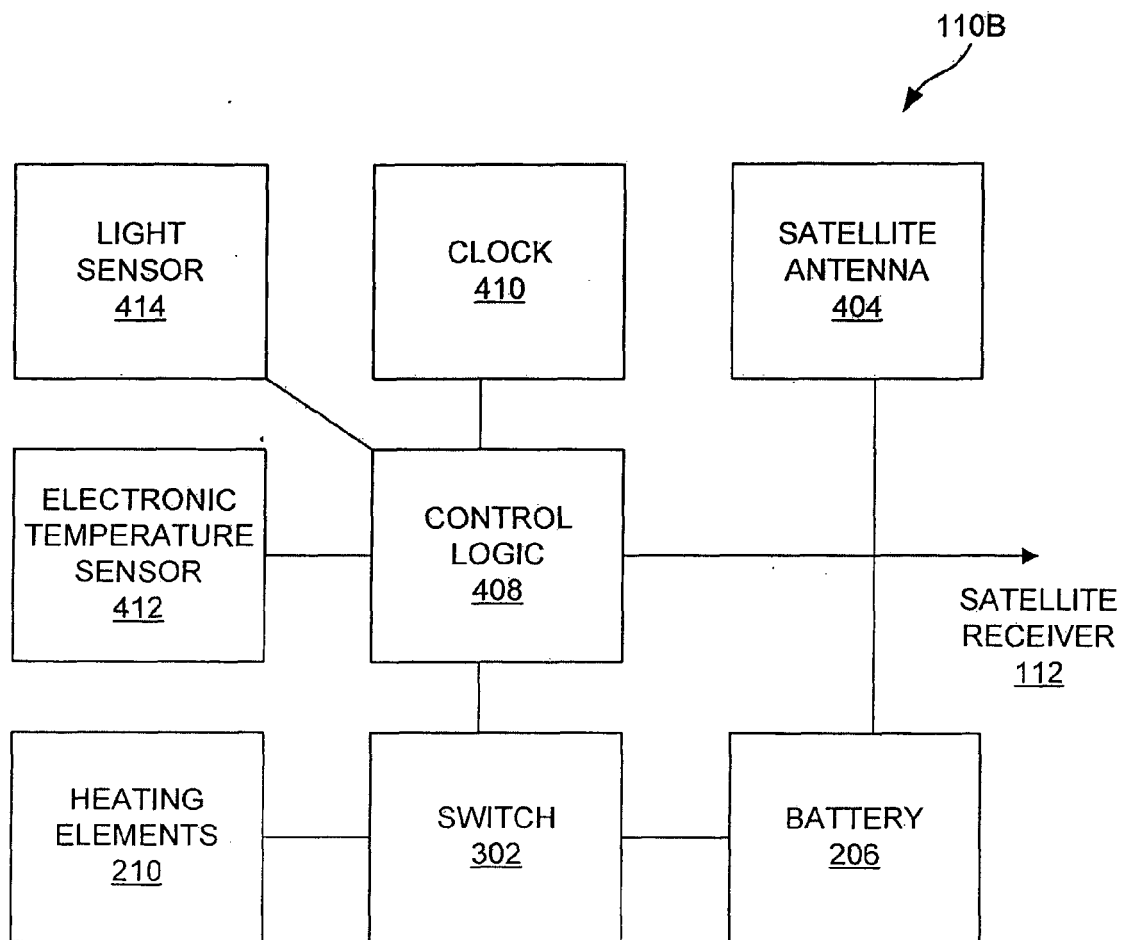 110B
LIGHT
SENSOR
414
CLOCK
410
SATELLITE
ANTENNA
404
ELECTRONIC
TEMPERATURE
SENSOR
412
CONTROL
LOGIC
408
SATELLITE
RECEIVER
112
HEATING
ELEMENTS
210
SWITCH
302
BATTERY
206